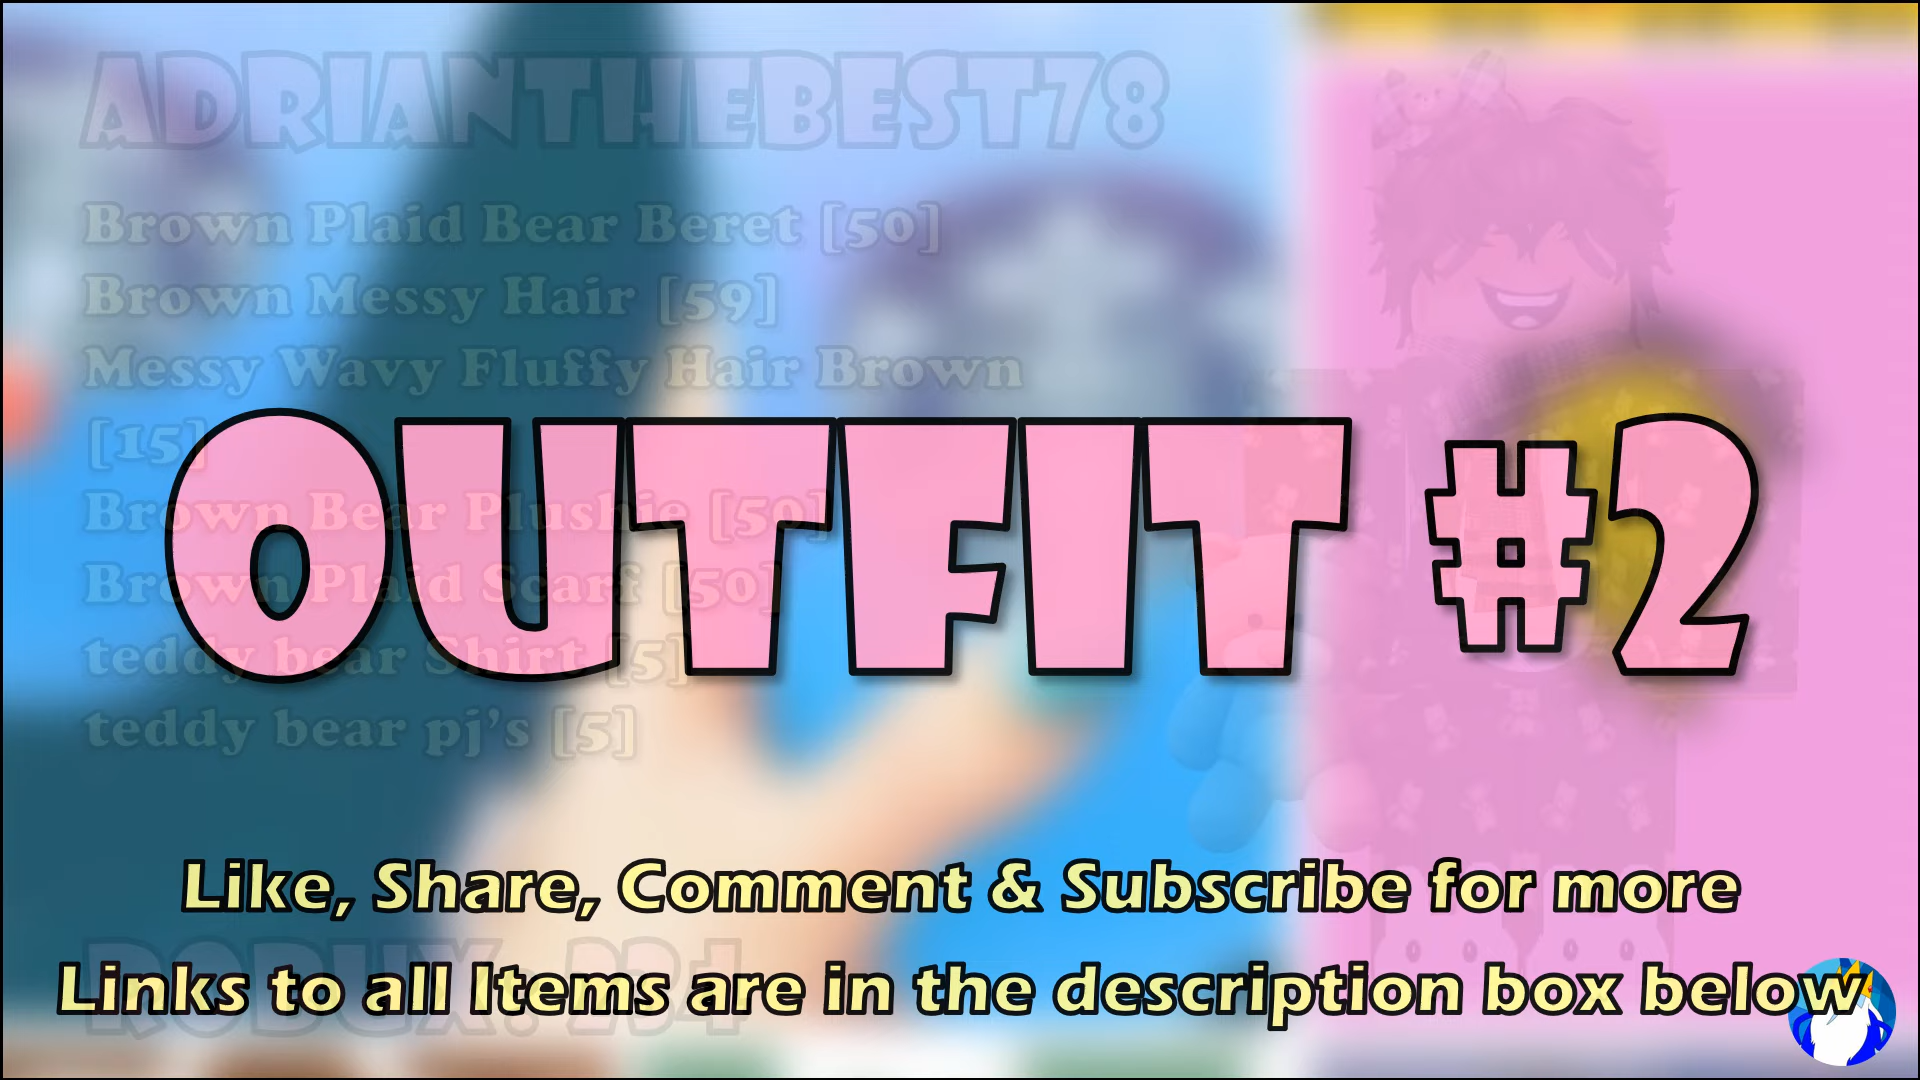 ADRIANTHEBEST78
Brown Plaid Bear Beret [50]
Brown Messy Hair [59]
Messy Wavy Fluffy Hair Brown
[15]
Brown Bear Plushie [50]
Brown Plaid Scarf [50]
teddy bear Shirt [5]
teddy bear pj's [5]
OUTFIT #2
Like, Share, Comment & Subscribe for more
ROBUX: 234
Links to all Items are in the description box below